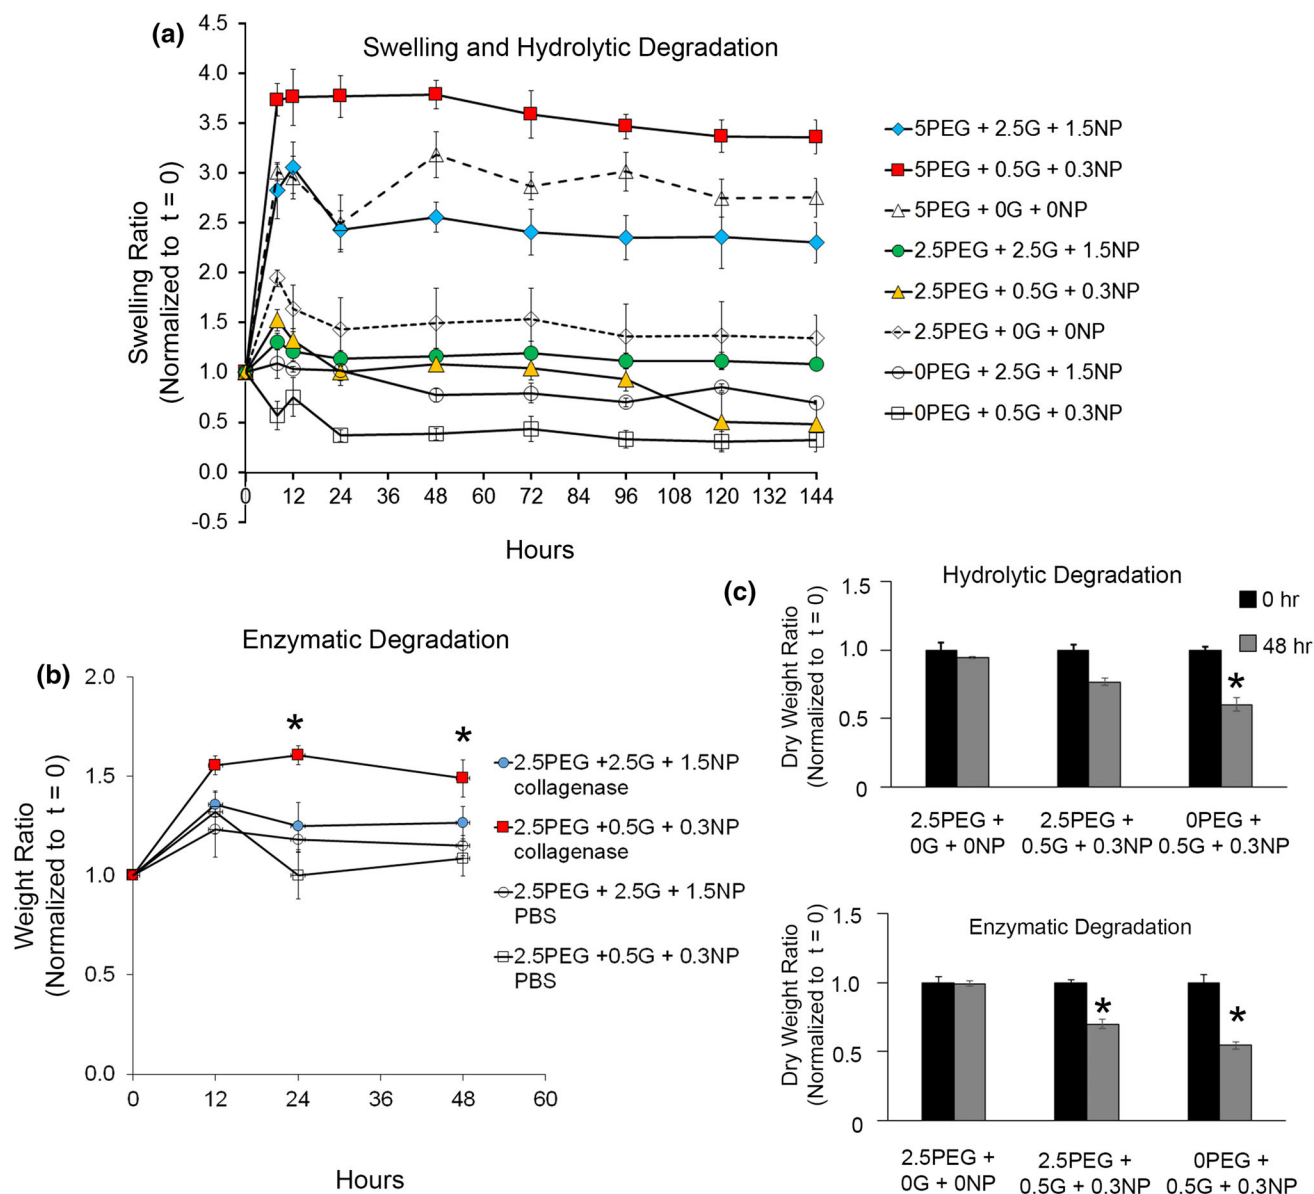 (a)
Swelling and Hydrolytic Degradation
Swelling Ratio
(Normalized to t = 0)
4.5
4.0
3.5
3.0
2.5
2.0
1.5
1.0
0.5
0.0
-0.5
0 12 24 36 48 60 72 84 96 108 120 132 144
Hours
5PEG + 2.5G + 1.5NP
5PEG + 0.5G + 0.3NP
5PEG + 0G + 0NP
2.5PEG + 2.5G + 1.5NP
2.5PEG + 0.5G + 0.3NP
2.5PEG + 0G + 0NP
0PEG + 2.5G + 1.5NP
0PEG + 0.5G + 0.3NP
(b)
Enzymatic Degradation
Weight Ratio
(Normalized to t = 0)
2.0
1.5
1.0
0.5
0.0
* *
0 12 24 36 48 60
Hours
2.5PEG +2.5G + 1.5NP
collagenase
2.5PEG +0.5G + 0.3NP
collagenase
2.5PEG + 2.5G + 1.5NP
PBS
2.5PEG +0.5G + 0.3NP
PBS
(c)
Hydrolytic Degradation
Dry Weight Ratio
(Normalized to t = 0)
1.5
1.0
0.5
0
0 hr
48 hr
*
2.5PEG +
0G + 0NP
2.5PEG +
0.5G + 0.3NP
0PEG +
0.5G + 0.3NP
Enzymatic Degradation
Dry Weight Ratio
(Normalized to t = 0)
1.5
1.0
0.5
0
* *
2.5PEG +
0G + 0NP
2.5PEG +
0.5G + 0.3NP
0PEG +
0.5G + 0.3NP